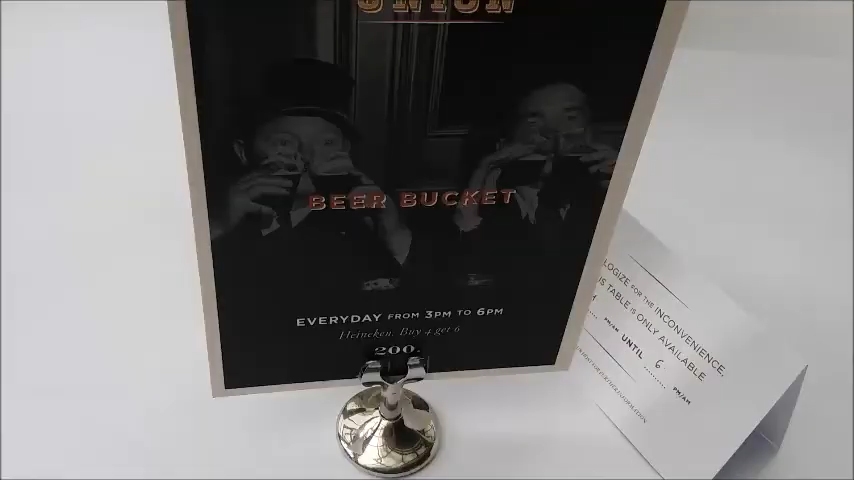 UNION
BEER BUCKET
EVERYDAY FROM 3PM TO 6PM
Heineken, Buy 4 get 6
200.
LOGIZE FOR THE INCONVENIENCE,
IS TABLE IS ONLY AVAILABLE
PM/AM UNTIL 6 PM/AM